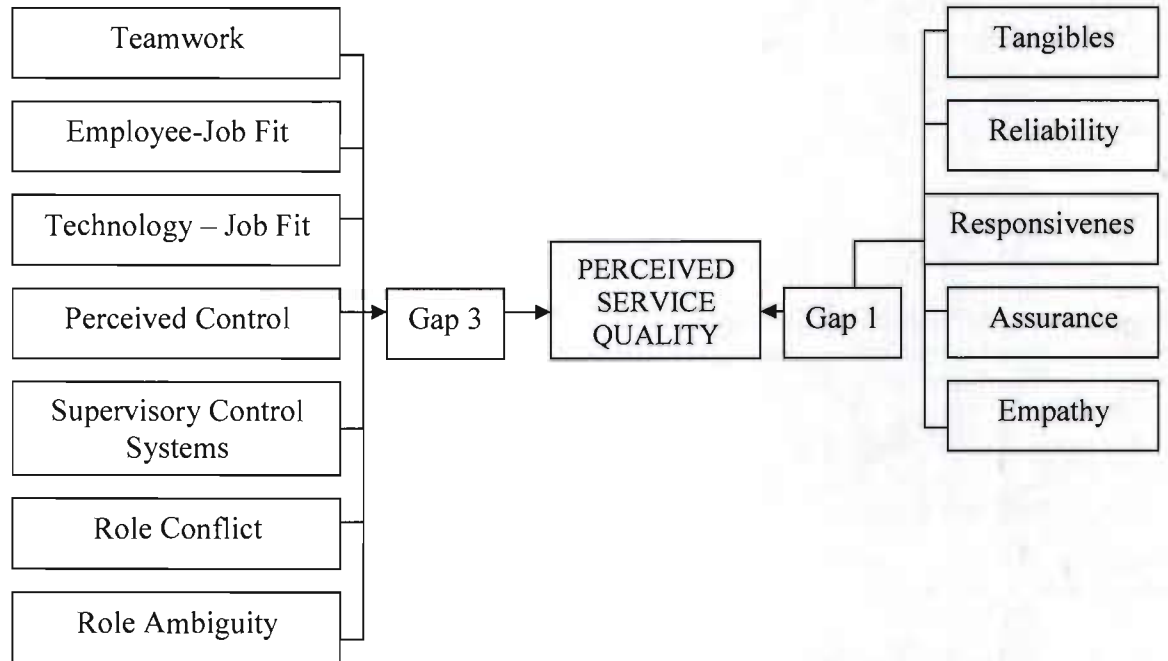 Teamwork
Employee-Job Fit
Technology – Job Fit
Perceived Control
Supervisory Control
Systems
Role Conflict
Role Ambiguity
Gap 3
PERCEIVED
SERVICE
QUALITY
Gap 1
Tangibles
Reliability
Responsivenes
Assurance
Empathy